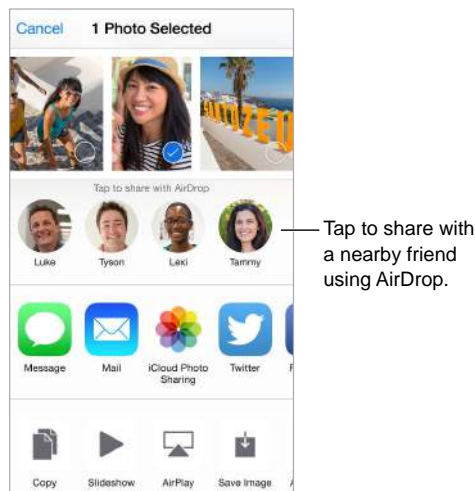 Cancel 1 Photo Selected
Tap to share with AirDrop
Luke Tyson Lexi Tammy
Tap to share with
a nearby friend
using AirDrop.
Message Mail iCloud Photo Twitter
Sharing
Copy Slideshow AirPlay Save Image